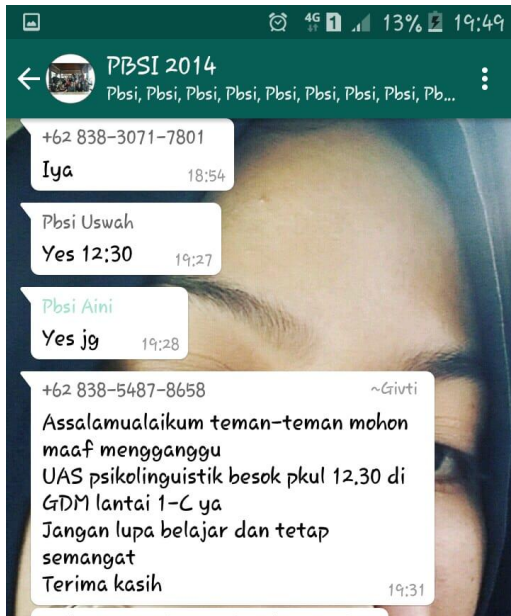 4G 1 13% 19:49
PBSI 2014
Pbsi, Pbsi, Pbsi, Pbsi, Pbsi, Pbsi, Pbsi, Pbsi, Pb...
+62 838-3071-7801
Iya 18:54
Pbsi Uswah
Yes 12:30 19:27
Pbsi Aini
Yes jg 19:28
+62 838-5487-8658 ~Givti
Assalamualaikum teman-teman mohon
maaf mengganggu
UAS psikolinguistik besok pkul 12.30 di
GDM lantai 1-C ya
Jangan lupa belajar dan tetap
semangat
Terima kasih 19:31